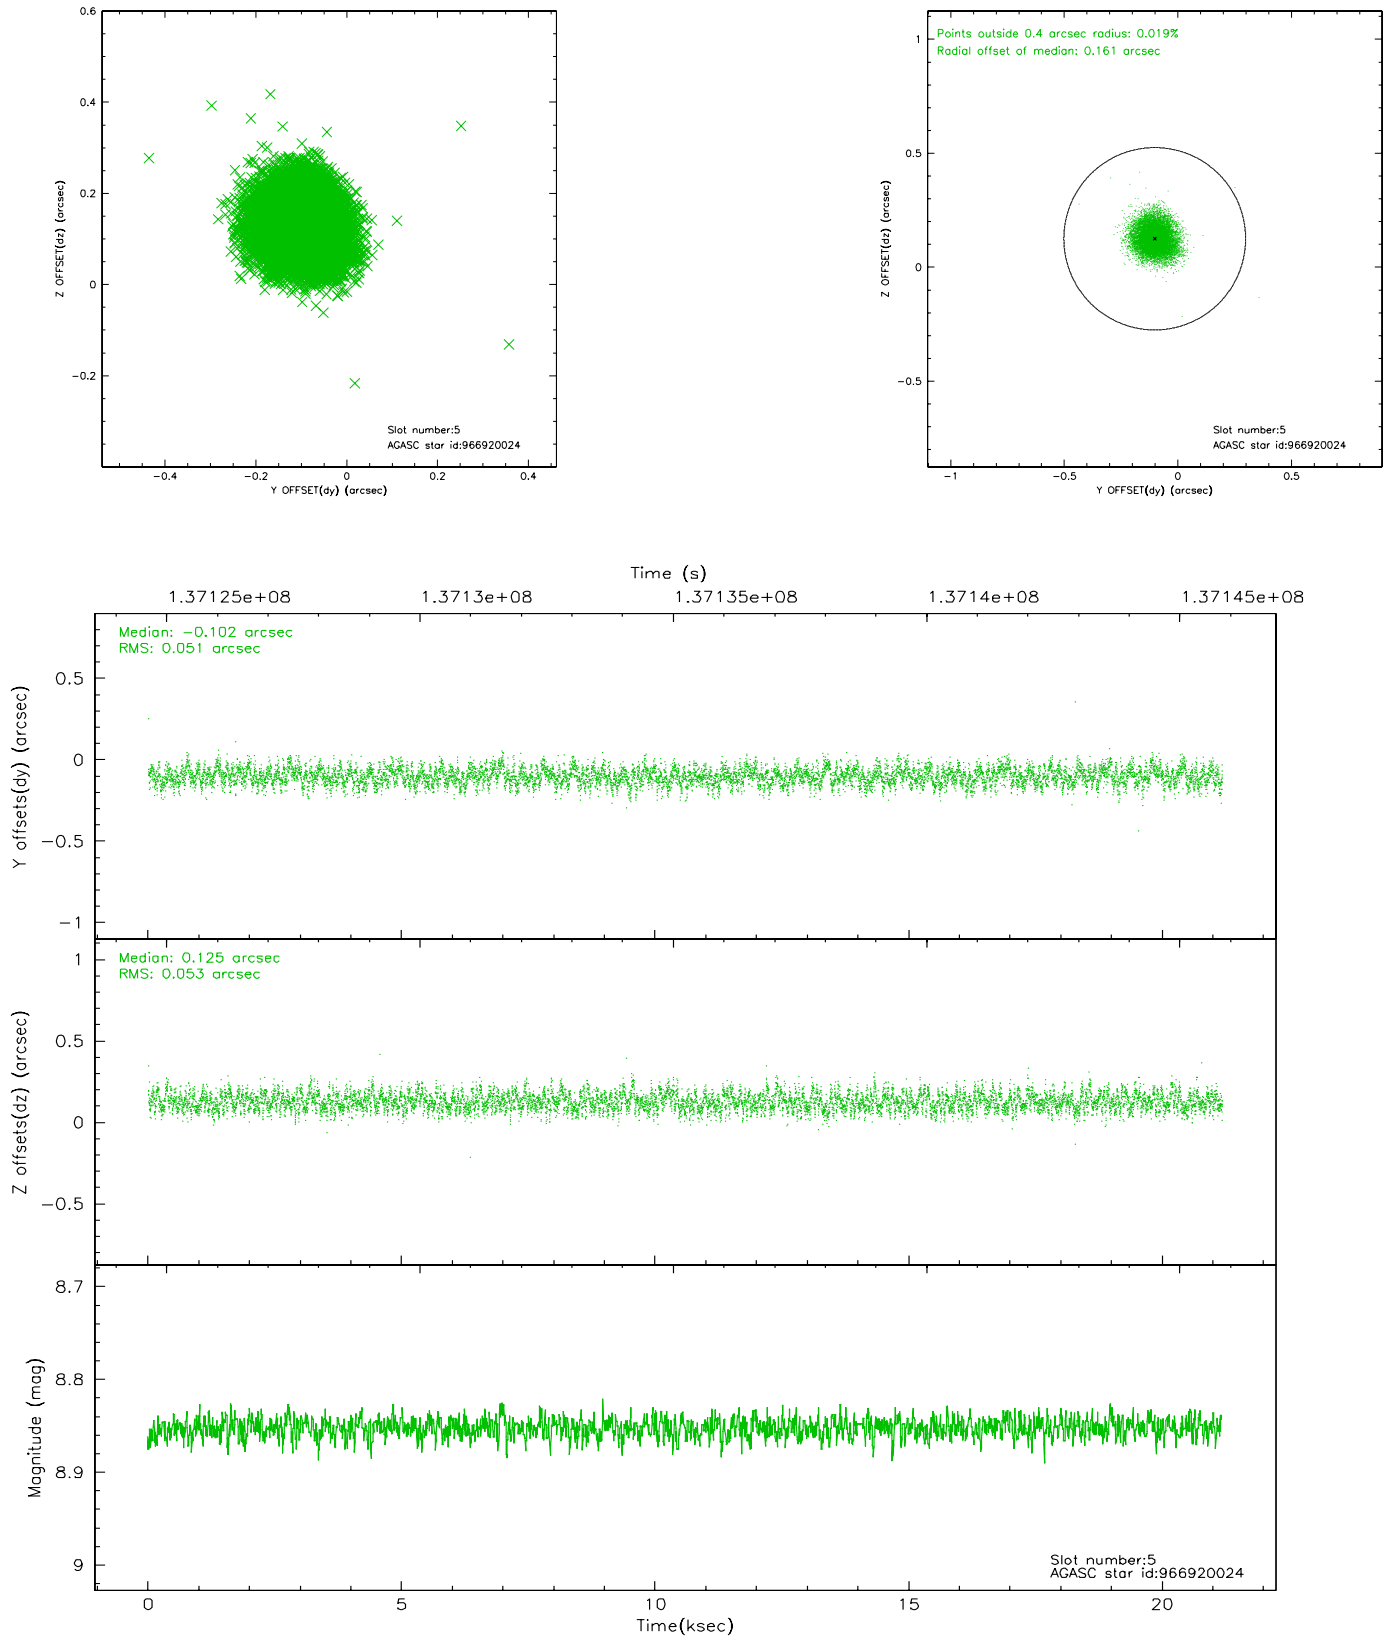 0.6
0.4
0.2
0
−0.2
Z OFFSET(dz) (arcsec)
−0.4
−0.2
0
0.2
0.4
Y OFFSET(dy) (arcsec)
Slot number:5
AGASC star id:966920024
Points outside 0.4 arcsec radius: 0.019%
Radial offset of median: 0.161 arcsec
1
0.5
0
−0.5
Z OFFSET(dz) (arcsec)
−1
−0.5
0
0.5
Y OFFSET(dy) (arcsec)
Slot number:5
AGASC star id:966920024
Time (s)
1.37125e+08
1.3713e+08
1.37135e+08
1.3714e+08
1.37145e+08
Median: −0.102 arcsec
RMS: 0.051 arcsec
0.5
0
−0.5
−1
Y offsets(dy) (arcsec)
Median: 0.125 arcsec
RMS: 0.053 arcsec
1
0.5
0
−0.5
Z offsets(dz) (arcsec)
8.7
8.8
8.9
9
Magnitude (mag)
Slot number:5
AGASC star id:966920024
0
5
10
15
20
Time(ksec)